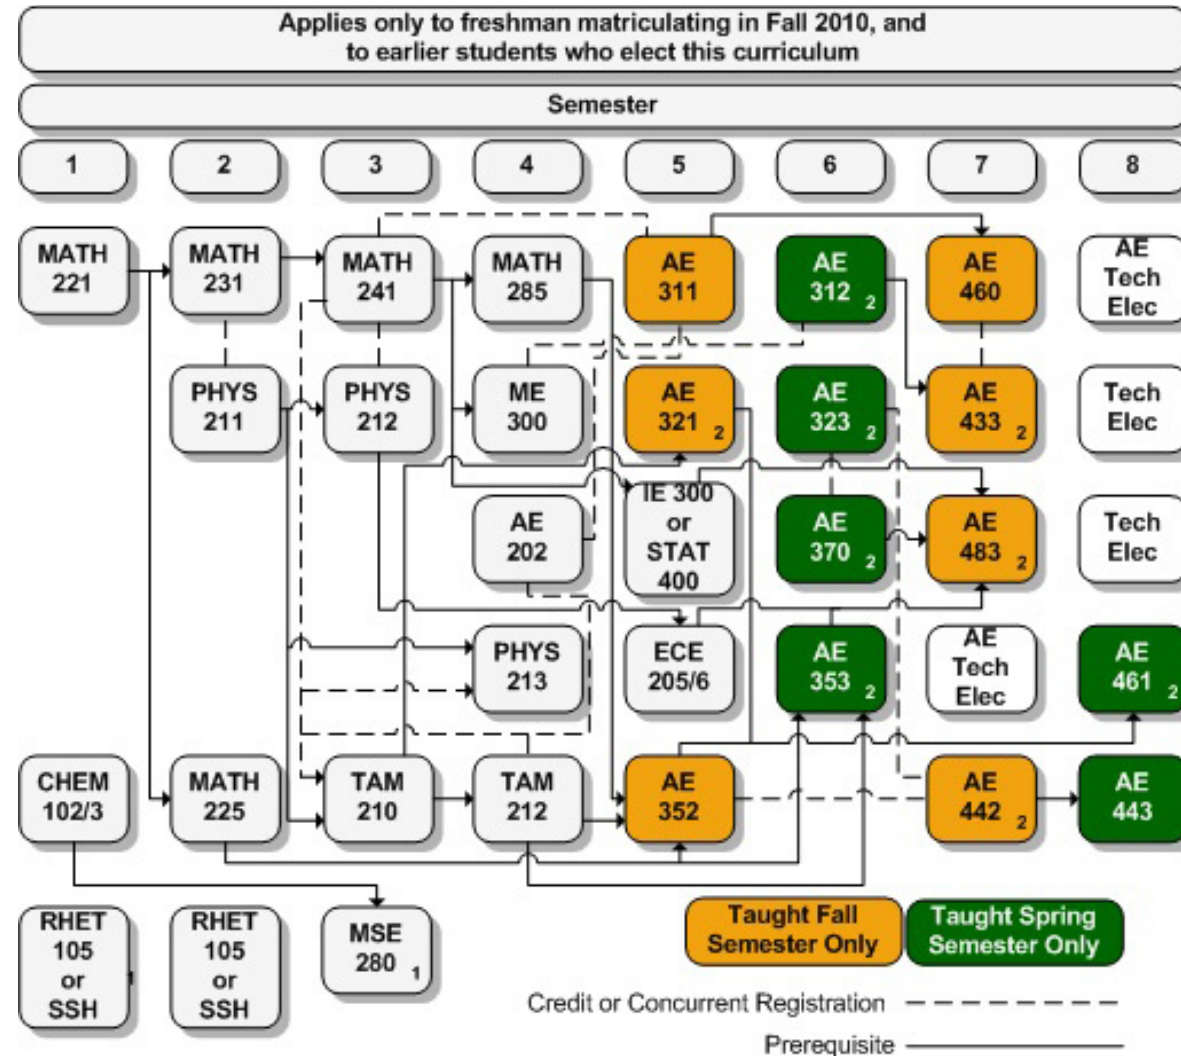 Applies only to freshman matriculating in Fall 2010, and
to earlier students who elect this curriculum
Semester
1
2
3
4
5
6
7
8
MATH
221
MATH
231
MATH
241
MATH
285
AE
311
AE
312 2
AE
460
AE
Tech
Elec
PHYS
211
PHYS
212
ME
300
AE
321 2
AE
323 2
AE
433 2
Tech
Elec
AE
202
IE 300
or
STAT
400
AE
370 2
AE
483 2
Tech
Elec
PHYS
213
ECE
205/6
AE
353 2
AE
Tech
Elec
AE
461 2
CHEM
102/3
MATH
225
TAM
210
TAM
212
AE
352
AE
442 2
AE
443
RHET
105
or
SSH
1
RHET
105
or
SSH
MSE
280 1
Taught Fall
Semester Only
Taught Spring
Semester Only
Credit or Concurrent Registration
Prerequisite